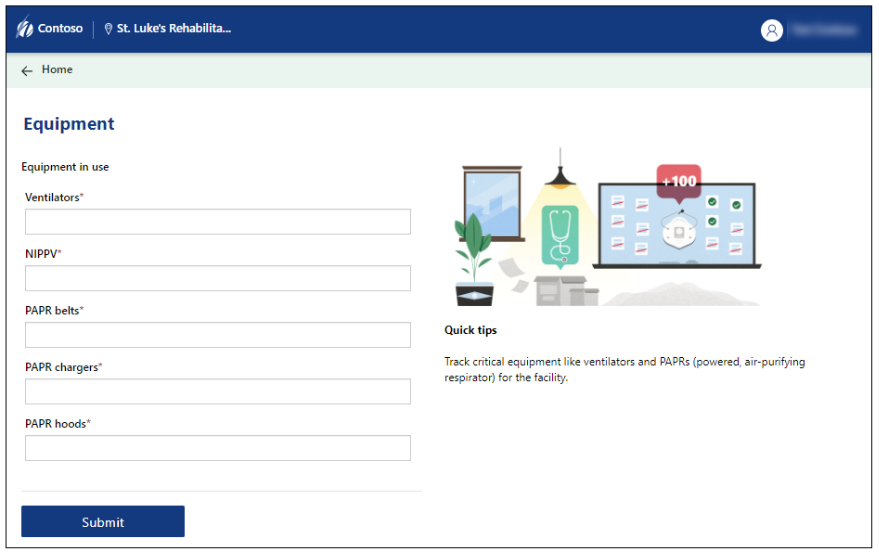 Contoso
St. Luke's Rehabilita...
Home
Equipment
Equipment in use
Ventilators*
NIPPV*
PAPR belts*
PAPR chargers*
PAPR hoods*
Submit
+100
Quick tips
Track critical equipment like ventilators and PAPRs (powered, air-purifying
respirator) for the facility.